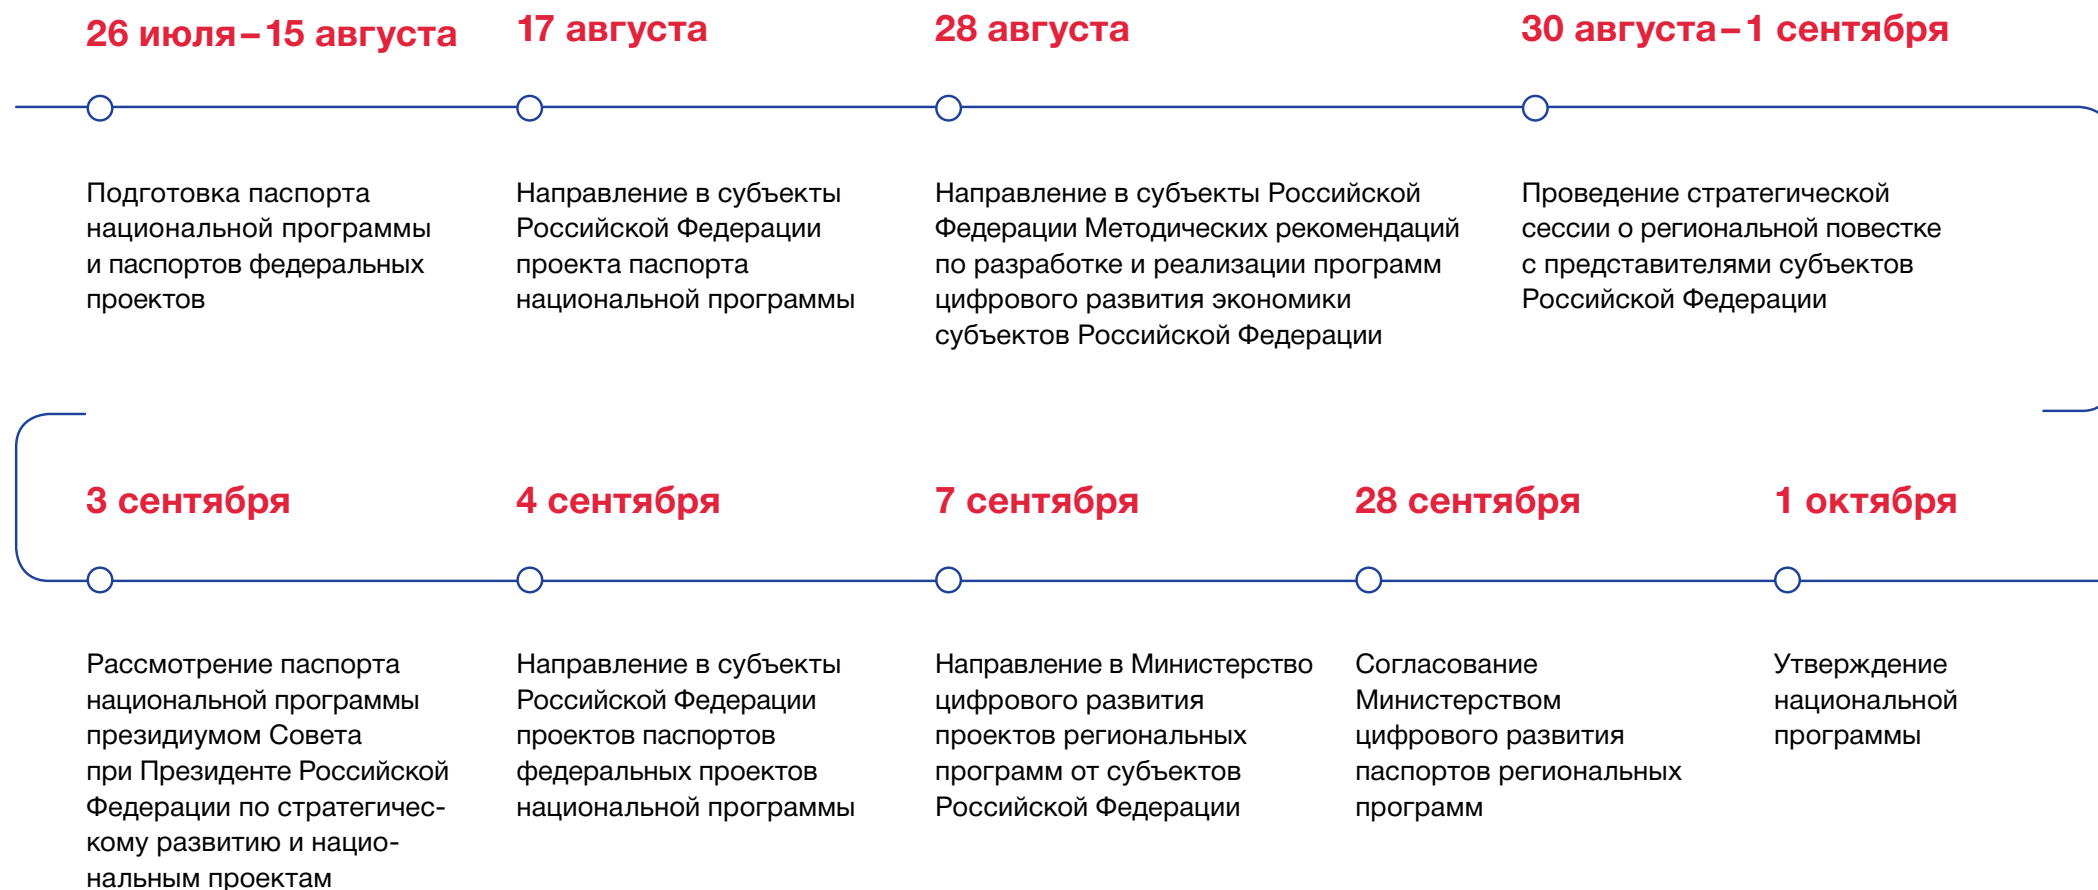 26 июля – 15 августа
Подготовка паспорта
национальной программы
и паспортов федеральных
проектов
17 августа
Направление в субъекты
Российской Федерации
проекта паспорта
национальной программы
28 августа
Направление в субъекты Российской
Федерации Методических рекомендаций
по разработке и реализации программ
цифрового развития экономики
субъектов Российской Федерации
30 августа – 1 сентября
Проведение стратегической
сессии о региональной повестке
с представителями субъектов
Российской Федерации
3 сентября
Рассмотрение паспорта
национальной программы
президиумом Совета
при Президенте Российской
Федерации по стратегичес-
кому развитию и нацио-
нальным проектам
4 сентября
Направление в субъекты
Российской Федерации
проектов паспортов
федеральных проектов
национальной программы
7 сентября
Направление в Министерство
цифрового развития
проектов региональных
программ от субъектов
Российской Федерации
28 сентября
Согласование
Министерством
цифрового развития
паспортов региональных
программ
1 октября
Утверждение
национальной
программы